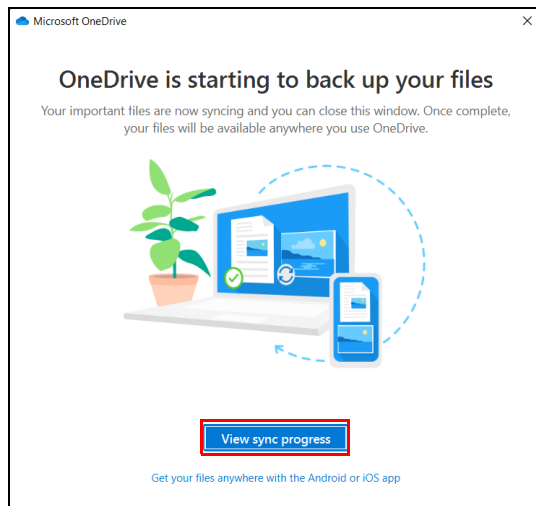 Microsoft OneDrive
OneDrive is starting to back up your files
Your important files are now syncing and you can close this window. Once complete,
your files will be available anywhere you use OneDrive.
View sync progress
Get your files anywhere with the Android or iOS app